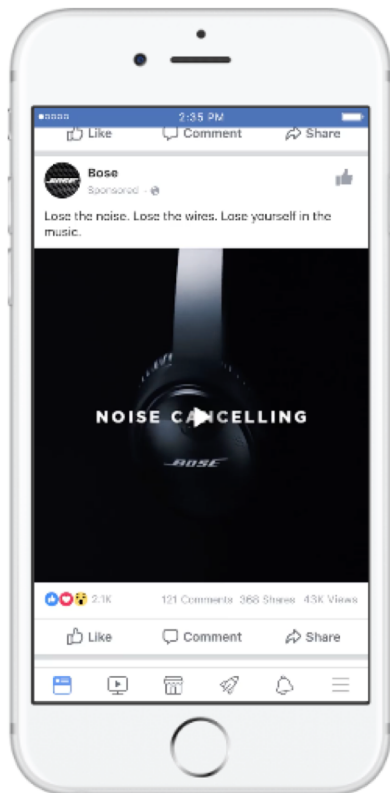 2:35 PM
Like Comment Share
Bose
Sponsored ·
Lose the noise. Lose the wires. Lose yourself in the
music.
NOISE CANCELLING
BOSE
2.1K 121 Comments 368 Shares 43K Views
Like Comment Share